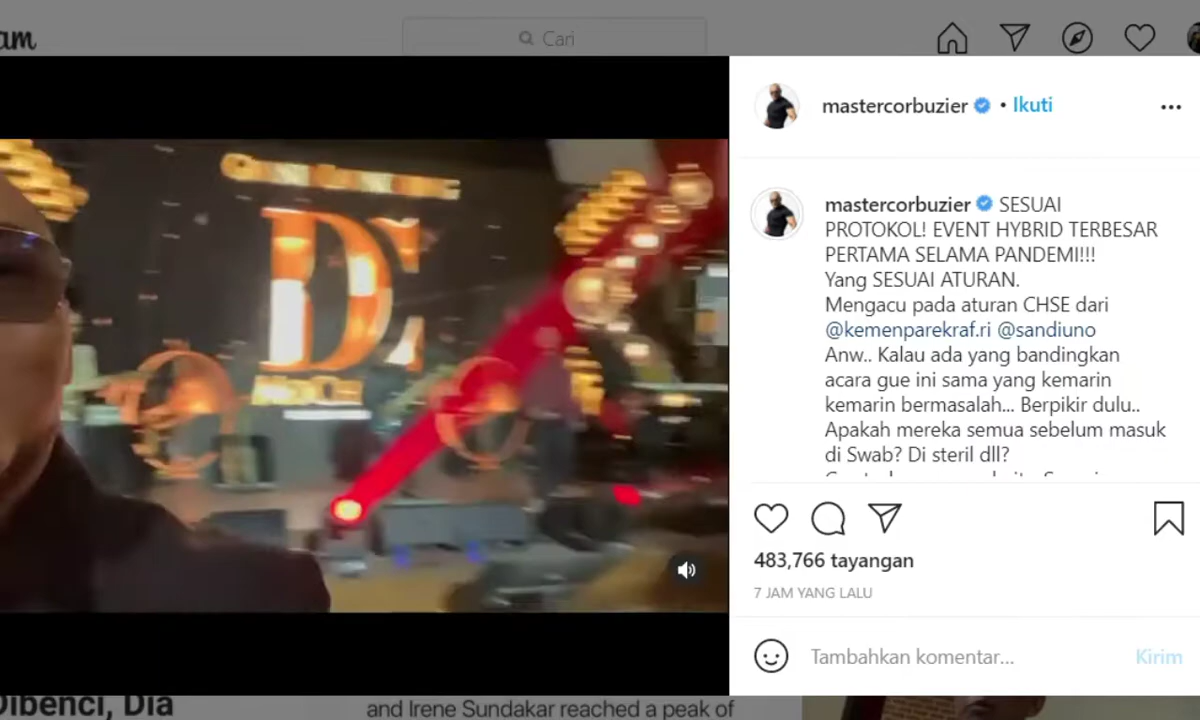 am
Cari
mastercorbuzier • Ikuti
mastercorbuzier SESUAI
PROTOKOL! EVENT HYBRID TERBESAR
PERTAMA SELAMA PANDEMI!!!
Yang SESUAI ATURAN.
Mengacu pada aturan CHSE dari
@kemenparekraf.ri @sandiuno
Anw.. Kalau ada yang bandingkan
acara gue ini sama yang kemarin
kemarin bermasalah... Berpikir dulu..
Apakah mereka semua sebelum masuk
di Swab? Di steril dll?
483,766 tayangan
7 JAM YANG LALU
Tambahkan komentar...
Kirim
DC
Dibenci, Dia
and Irene Sundakar reached a peak of